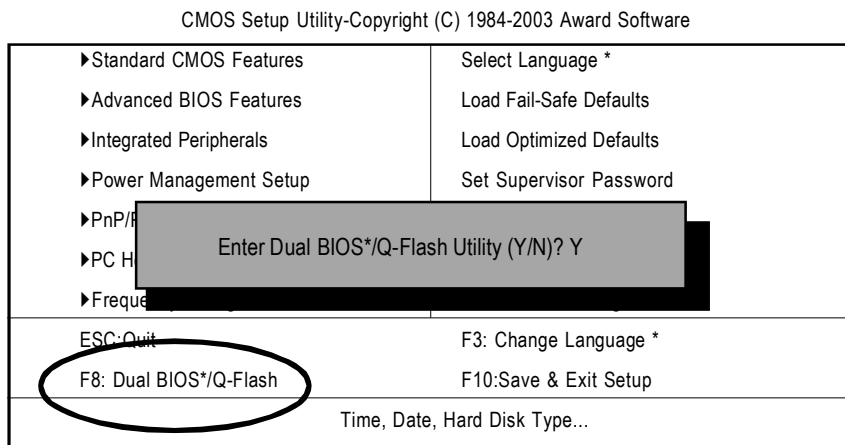 CMOS Setup Utility-Copyright (C) 1984-2003 Award Software
▶Standard CMOS Features
Select Language *
▶Advanced BIOS Features
Load Fail-Safe Defaults
▶Integrated Peripherals
Load Optimized Defaults
▶Power Management Setup
Set Supervisor Password
▶PnP/
▶PC
Enter Dual BIOS*/Q-Flash Utility (Y/N)? Y
ESC:Quit
F3: Change Language *
F8: Dual BIOS*/Q-Flash
F10:Save & Exit Setup
Time, Date, Hard Disk Type...